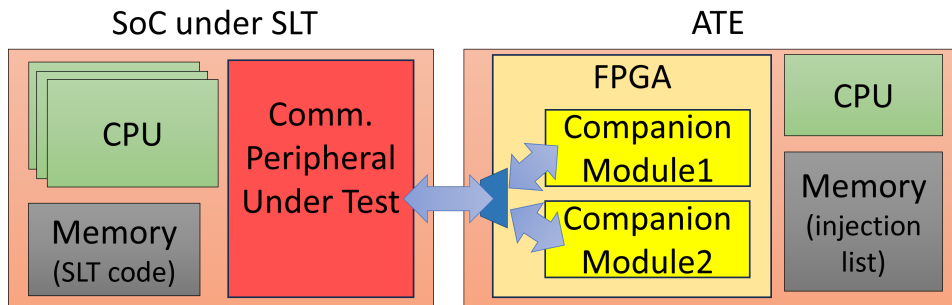 SoC under SLT
CPU
Memory
(SLT code)
Comm.
Peripheral
Under Test
ATE
FPGA
Companion
Module1
Companion
Module2
CPU
Memory
(injection
list)